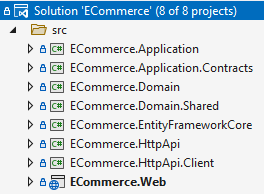 Solution 'ECommerce' (8 of 8 projects)
src
C# ECommerce.Application
C# ECommerce.Application.Contracts
C# ECommerce.Domain
C# ECommerce.Domain.Shared
C# ECommerce.EntityFrameworkCore
C# ECommerce.HttpApi
C# ECommerce.HttpApi.Client
ECommerce.Web